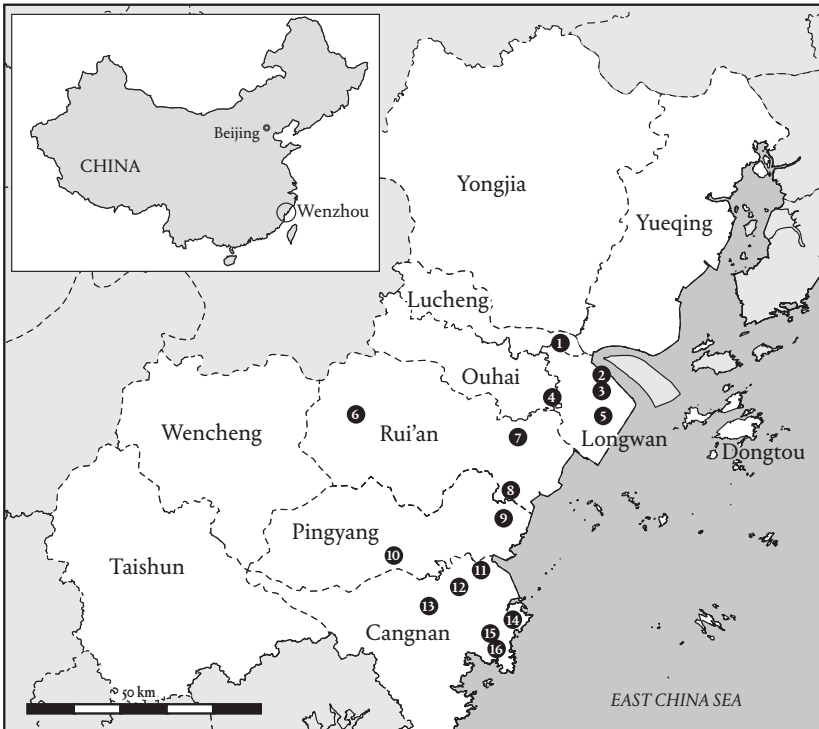 Beijing
CHINA
Wenzhou
Yongjia
Yueqing
Lucheng
1
Ouhai
2
3
4
5
6
Rui'an
7
Wencheng
Longwan
Dongtou
8
9
Pingyang
10
Taishun
11
12
13
14
Cangnan
15
16
50 km
EAST CHINA SEA